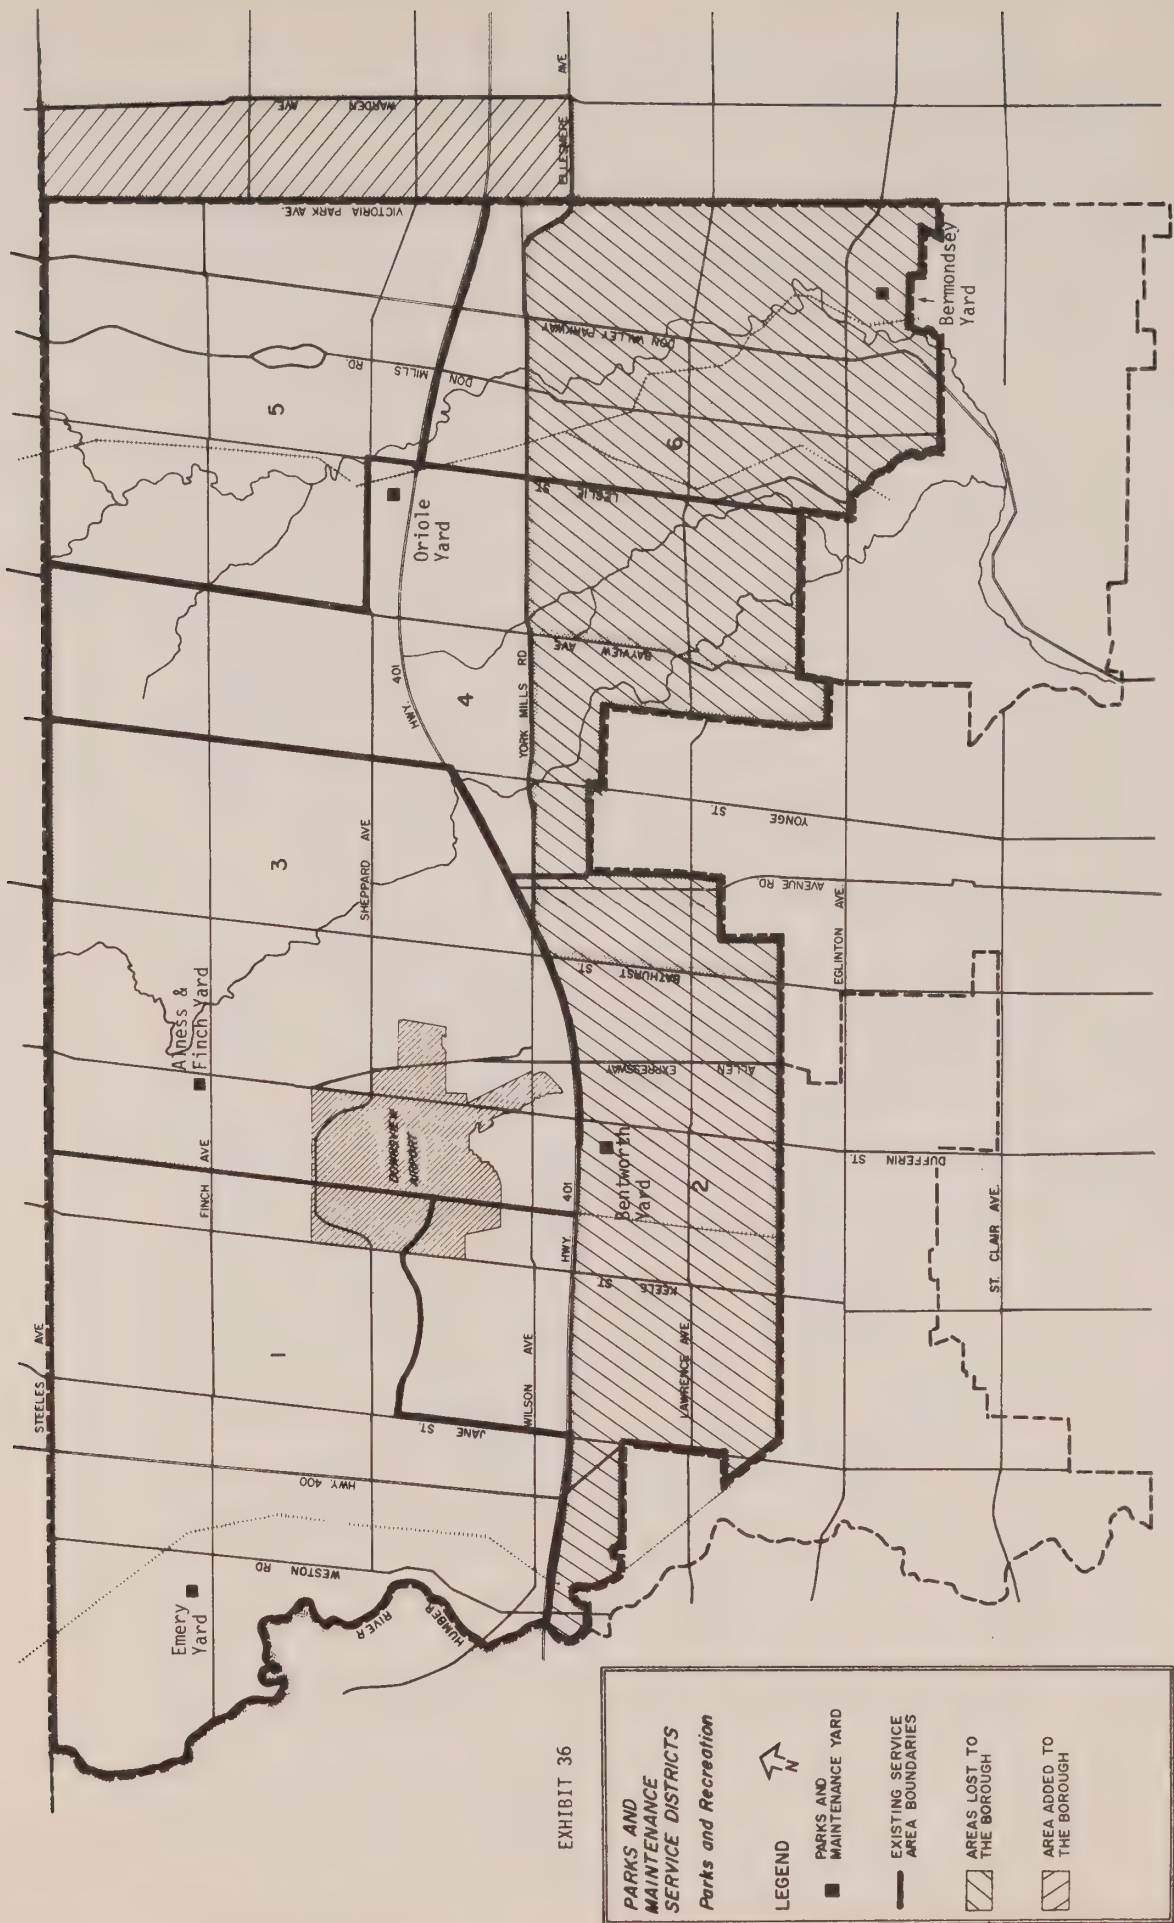 EXHIBIT 36
PARKS AND
MAINTENANCE
SERVICE DISTRICTS
Parks and Recreation
LEGEND
N
PARKS AND
MAINTENANCE YARD
EXISTING SERVICE
AREA BOUNDARIES
AREAS LOST TO
THE BOROUGH
AREA ADDED TO
THE BOROUGH
STEELES AVE
FINCH AVE
SHEPPARD AVE
WILSON AVE
HWY. 401
HWY. 401
YORK MILLS RD
ELLESMERE AVE
LAWRENCE AVE
EGLINTON AVE.
ST. CLAIR AVE.
HUMBER
RIVER
WESTON RD
HWY. 400
JANE ST.
KEELE ST.
DUFFERIN ST.
ALLEN EXPRESSWAY
BATHURST ST.
AVENUE RD
YONGE ST.
BAYVIEW AVE
LESLIE ST.
DON MILLS RD.
DON VALLEY PARKWAY
VICTORIA PARK AVE.
WARDEN AVE
DOWNSVIEW
AIRPORT
Emery
Yard
Alness &
Finch Yard
Bentworth
Yard
Oriole
Yard
Bermondsey
Yard
1
2
3
4
5
6